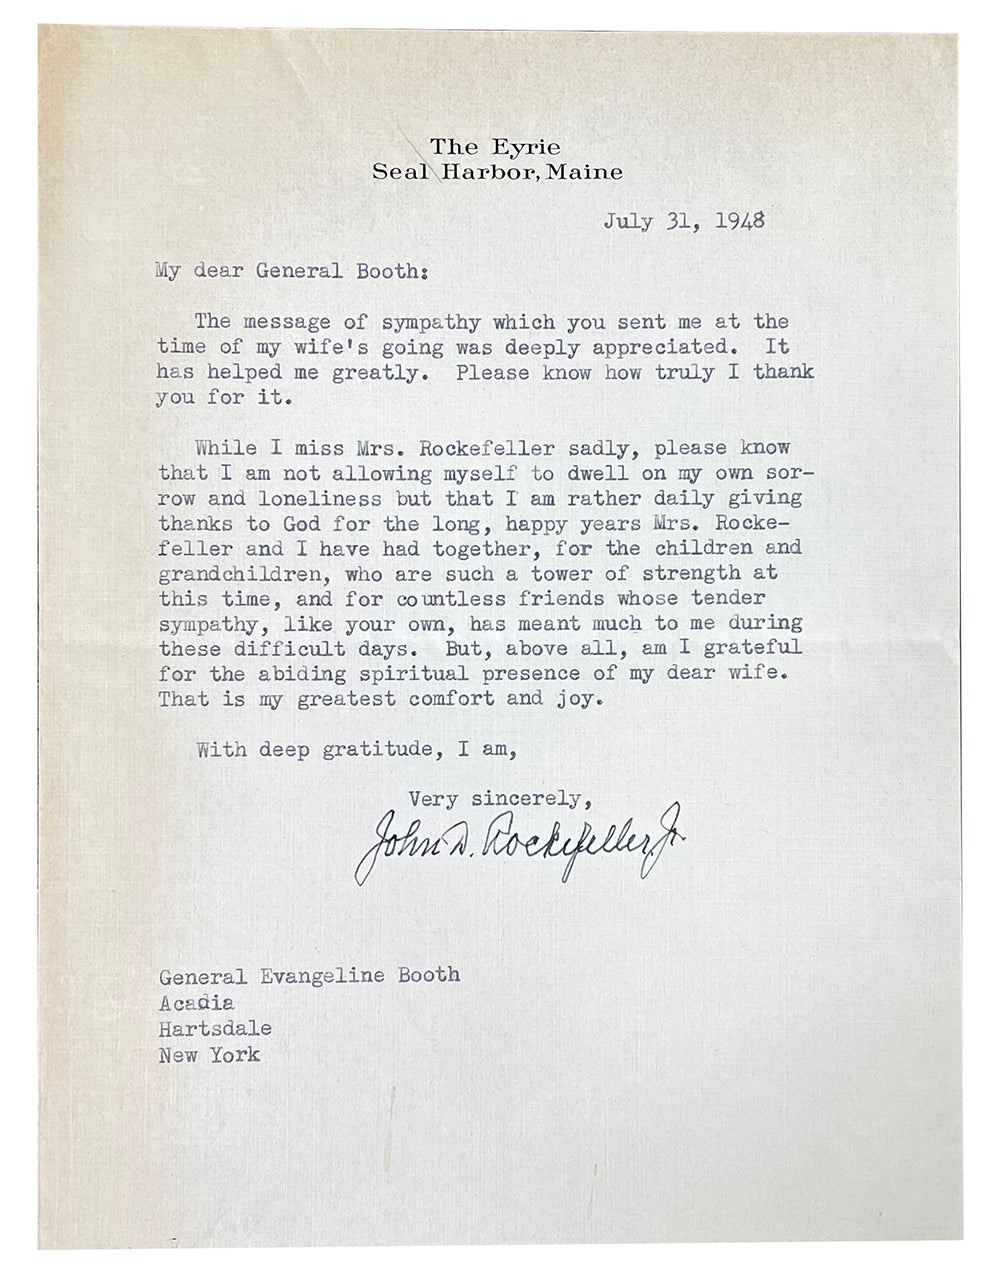 The Eyrie
Seal Harbor, Maine
July 31, 1948
My dear General Booth:
The message of sympathy which you sent me at the
time of my wife's going was deeply appreciated. It
has helped me greatly. Please know how truly I thank
you for it.
While I miss Mrs. Rockefeller sadly, please know
that I am not allowing myself to dwell on my own sor-
row and loneliness but that I am rather daily giving
thanks to God for the long, happy years Mrs. Rocke-
feller and I have had together, for the children and
grandchildren, who are such a tower of strength at
this time, and for countless friends whose tender
sympathy, like your own, has meant much to me during
these difficult days. But, above all, am I grateful
for the abiding spiritual presence of my dear wife.
That is my greatest comfort and joy.
With deep gratitude, I am,
Very sincerely,
John D. Rockefeller, Jr.
General Evangeline Booth
Acadia
Hartsdale
New York